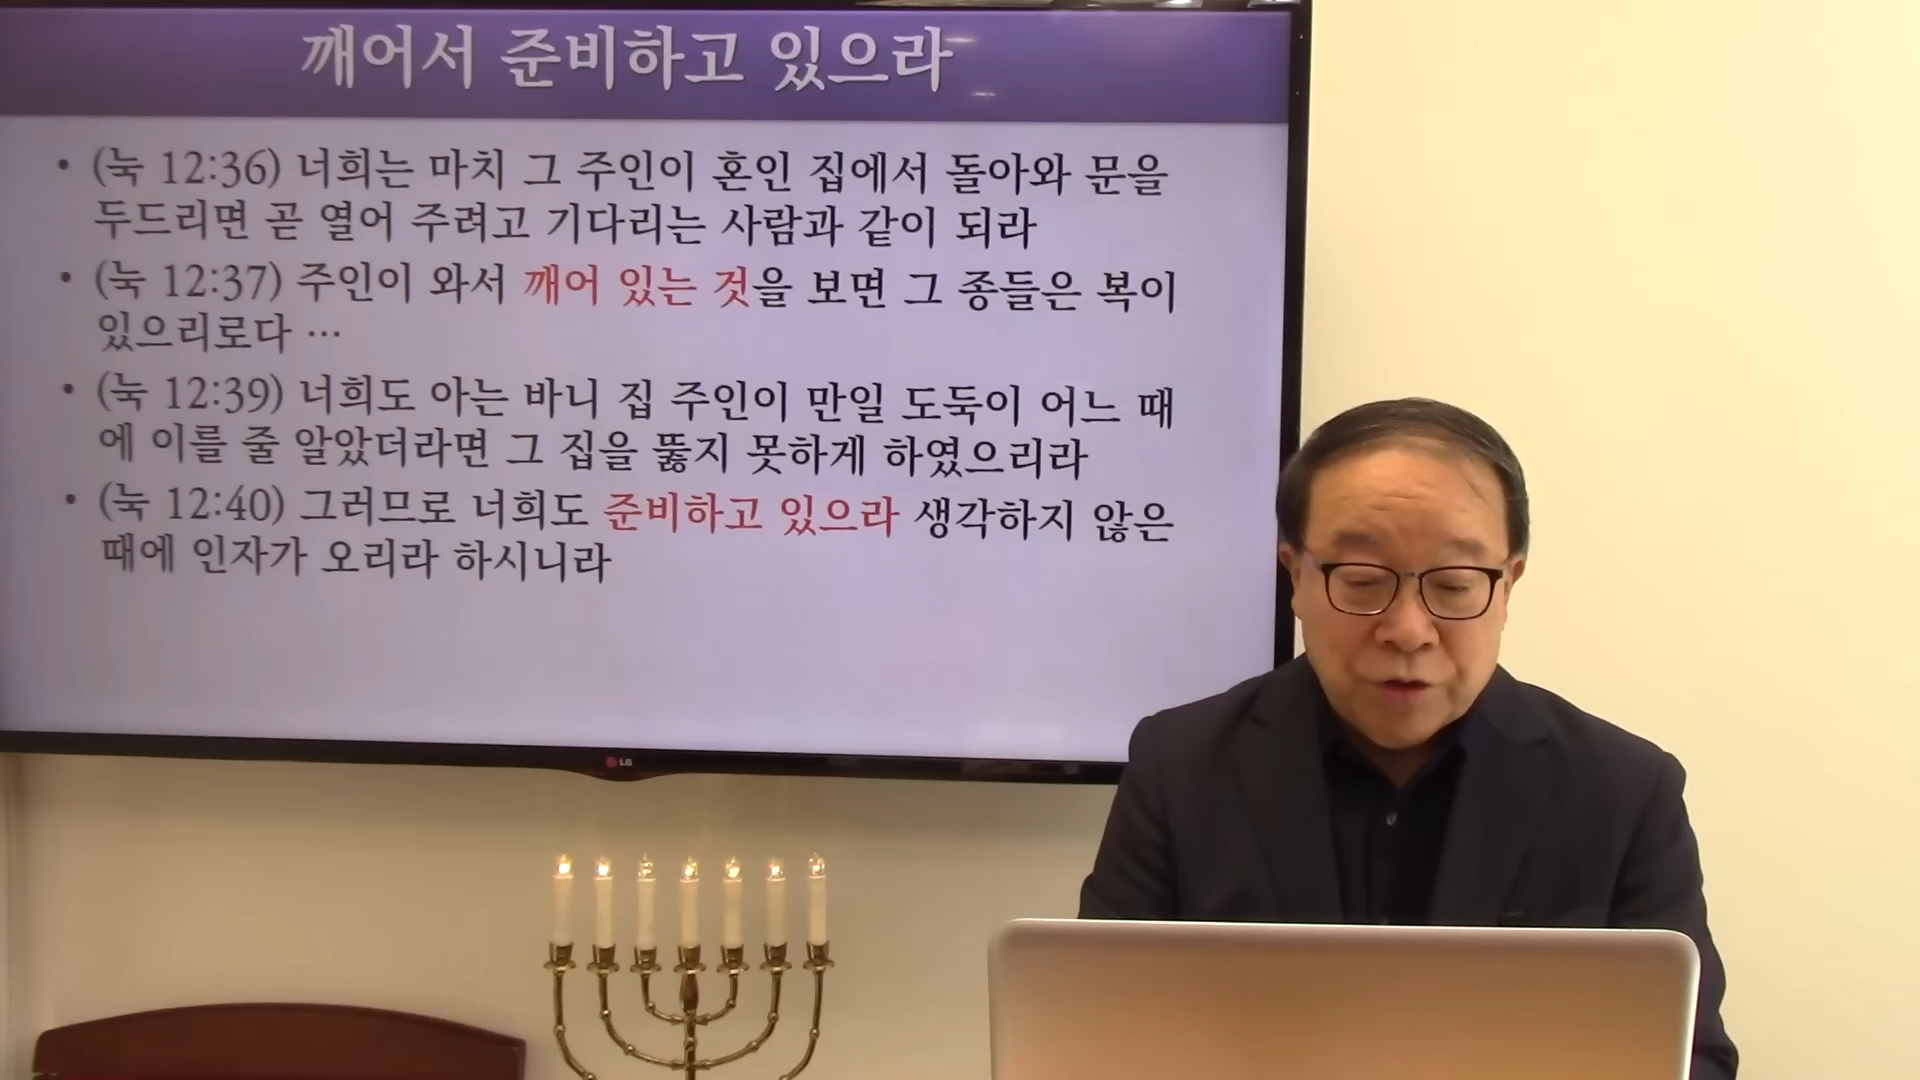 깨어서 준비하고 있으라
• (눅 12:36) 너희는 마치 그 주인이 혼인 집에서 돌아와 문을
두드리면 곧 열어 주려고 기다리는 사람과 같이 되라
• (눅 12:37) 주인이 와서 깨어 있는 것을 보면 그 종들은 복이
있으리로다 …
• (눅 12:39) 너희도 아는 바니 집 주인이 만일 도둑이 어느 때
에 이를 줄 알았더라면 그 집을 뚫지 못하게 하였으리라
• (눅 12:40) 그러므로 너희도 준비하고 있으라 생각하지 않은
때에 인자가 오리라 하시니라
LG